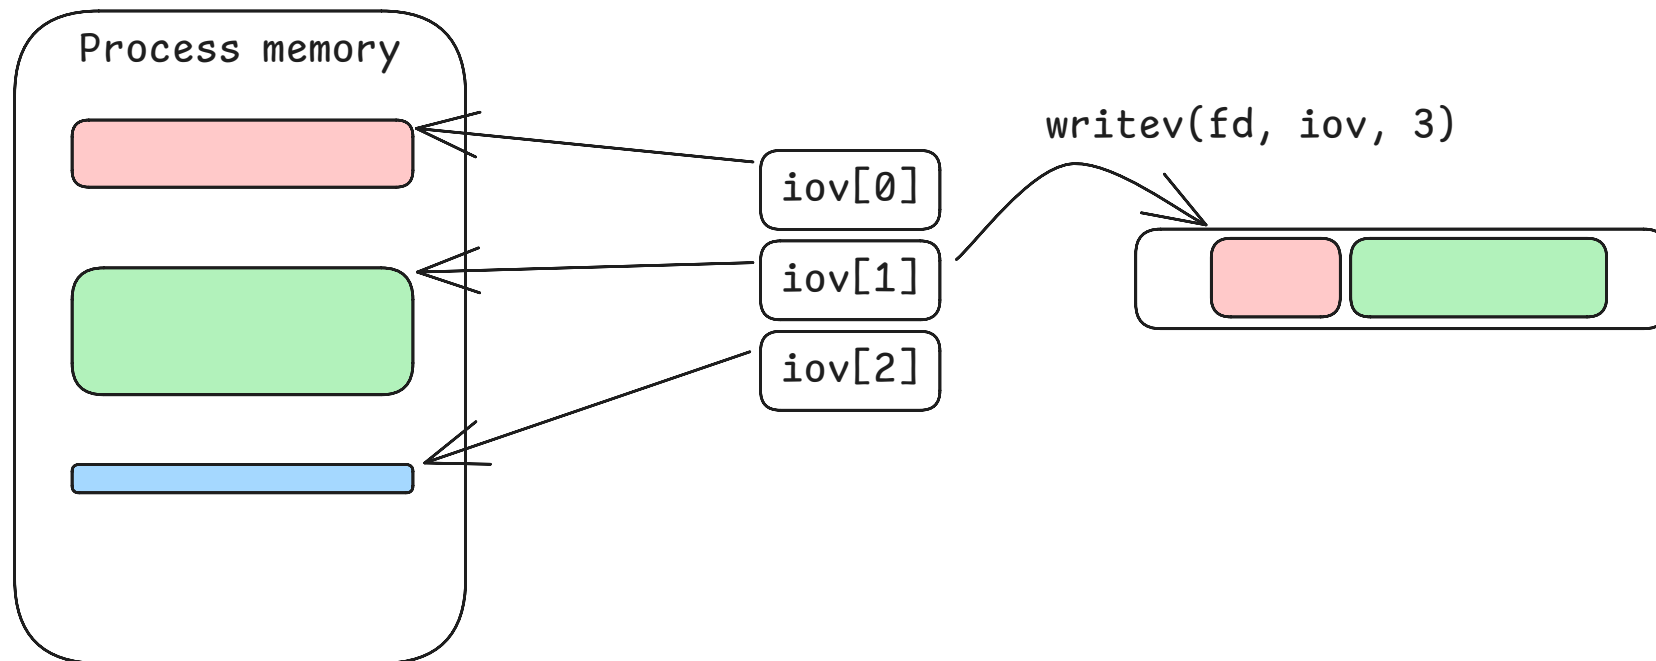 Process memory
writev(fd, iov, 3)
iov[0]
iov[1]
iov[2]